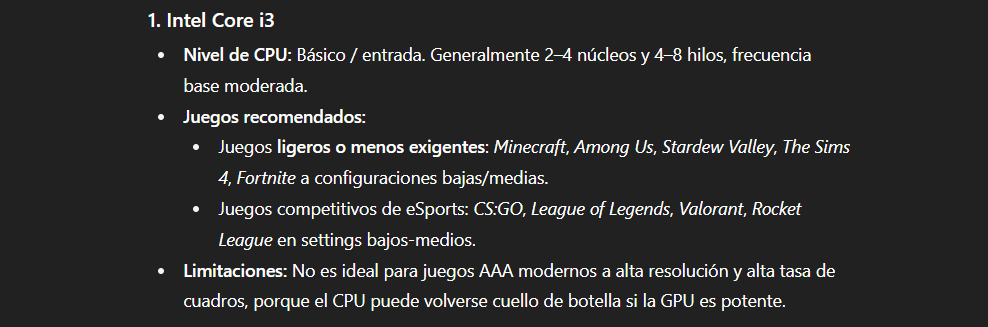 1. Intel Core i3
• Nivel de CPU: Básico / entrada. Generalmente 2–4 núcleos y 4–8 hilos, frecuencia
base moderada.
• Juegos recomendados:
• Juegos ligeros o menos exigentes: Minecraft, Among Us, Stardew Valley, The Sims
4, Fortnite a configuraciones bajas/medias.
• Juegos competitivos de eSports: CS:GO, League of Legends, Valorant, Rocket
League en settings bajos-medios.
• Limitaciones: No es ideal para juegos AAA modernos a alta resolución y alta tasa de
cuadros, porque el CPU puede volverse cuello de botella si la GPU es potente.